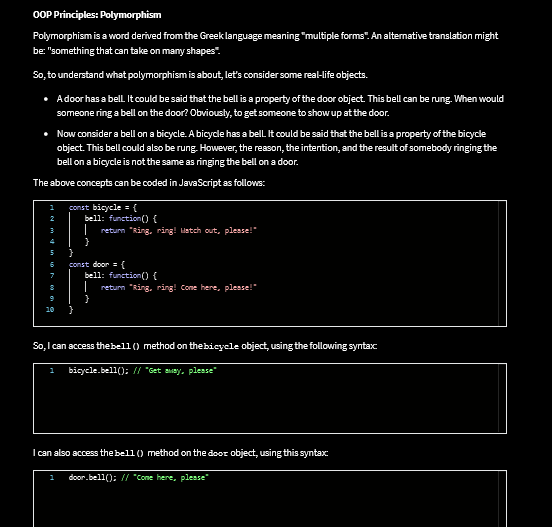 OOP Principles: Polymorphism
Polymorphism is a word derived from the Greek language meaning "multiple forms". An alternative translation might
be: "something that can take on many shapes".
So, to understand what polymorphism is about, let's consider some real-life objects.
• A door has a bell. It could be said that the bell is a property of the door object. This bell can be rung. When would
someone ring a bell on the door? Obviously, to get someone to show up at the door.
• Now consider a bell on a bicycle. A bicycle has a bell. It could be said that the bell is a property of the bicycle
object. This bell could also be rung. However, the reason, the intention, and the result of somebody ringing the
bell on a bicycle is not the same as ringing the bell on a door.
The above concepts can be coded in JavaScript as follows:
1 const bicycle = {
2 bell: function() {
3 return "Ring, ring! Watch out, please!"
4 }
5 }
6 const door = {
7 bell: function() {
8 return "Ring, ring! Come here, please!"
9 }
10 }
So, I can access the bell() method on the bicycle object, using the following syntax:
1 bicycle.bell(); // "Get away, please"
I can also access the bell() method on the door object, using this syntax:
1 door.bell(); // "Come here, please"